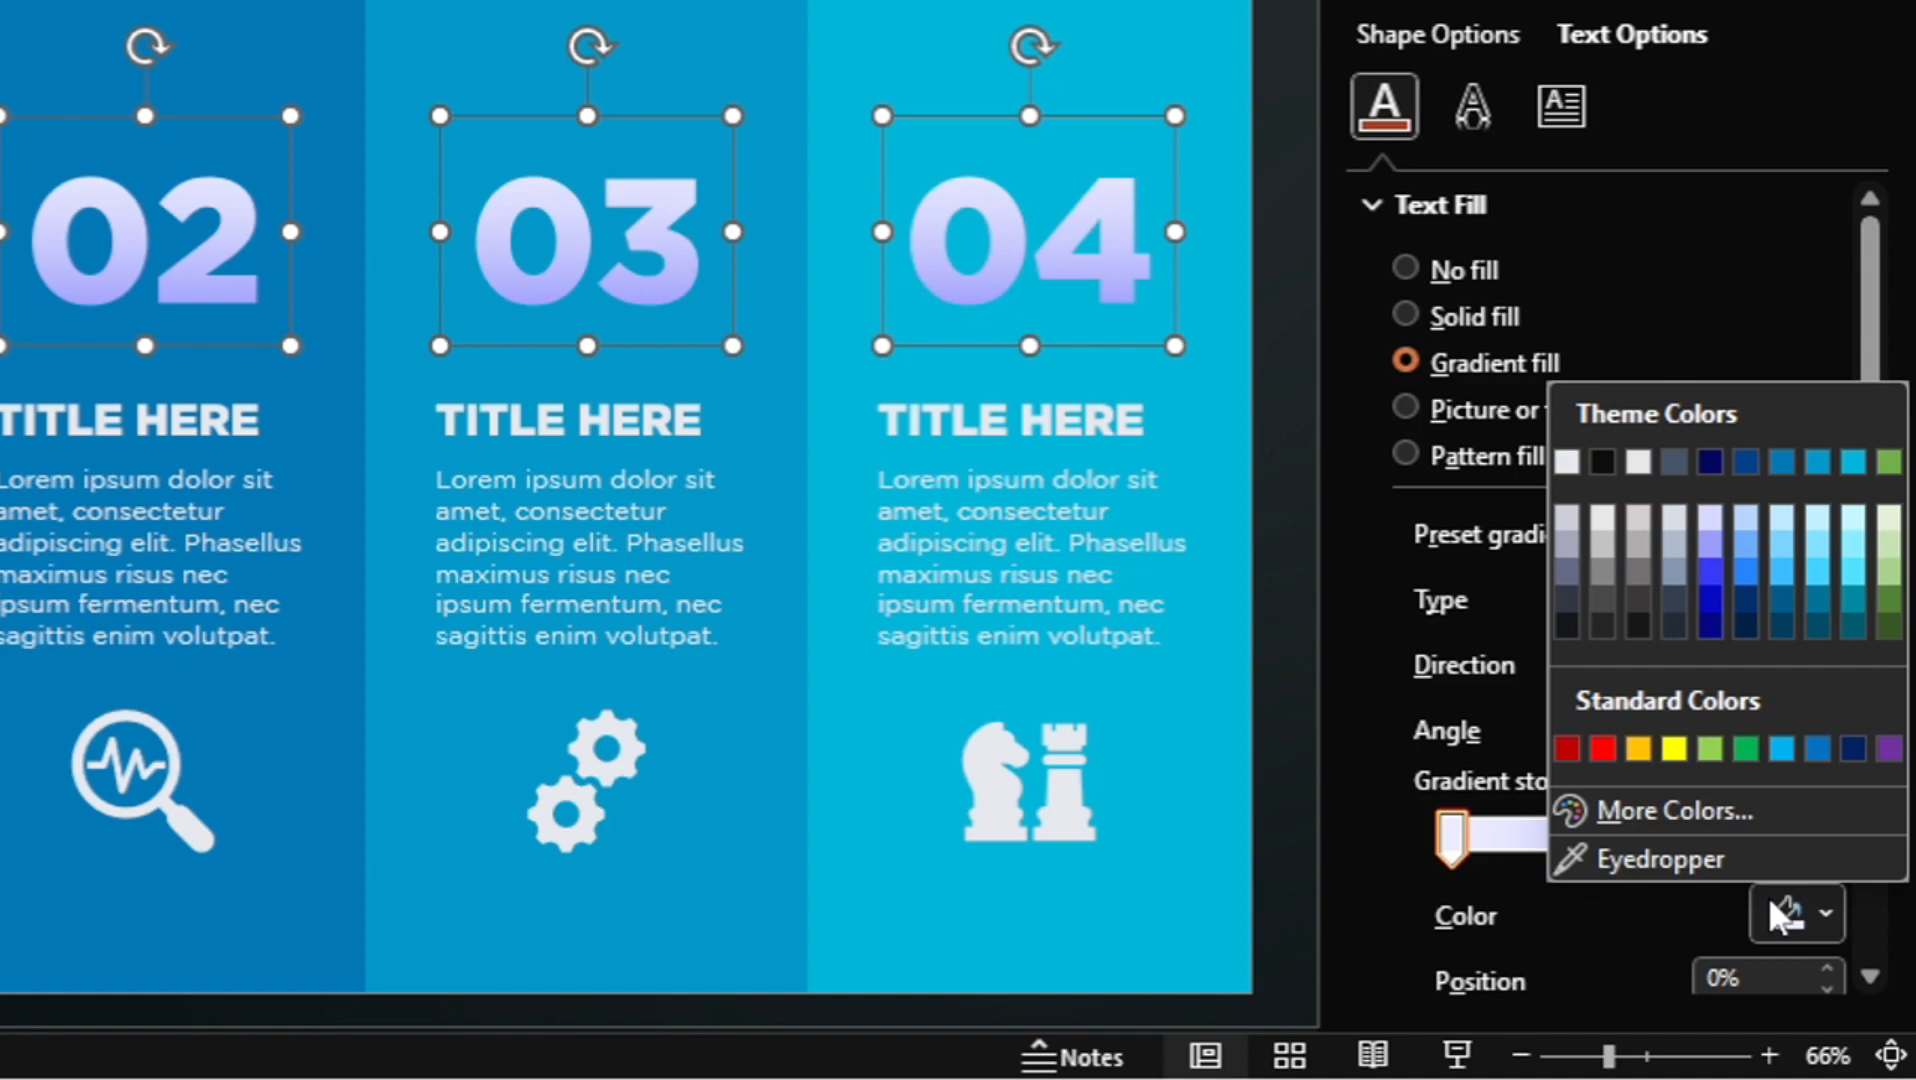 02
TITLE HERE
Lorem ipsum dolor sit
amet, consectetur
adipiscing elit. Phasellus
maximus risus nec
ipsum fermentum, nec
sagittis enim volutpat.
03
TITLE HERE
Lorem ipsum dolor sit
amet, consectetur
adipiscing elit. Phasellus
maximus risus nec
ipsum fermentum, nec
sagittis enim volutpat.
04
TITLE HERE
Lorem ipsum dolor sit
amet, consectetur
adipiscing elit. Phasellus
maximus risus nec
ipsum fermentum, nec
sagittis enim volutpat.
Shape Options Text Options
Text Fill
No fill
Solid fill
Gradient fill
Picture or
Pattern fill
Preset gradi
Type
Direction
Angle
Gradient sto
Theme Colors
Standard Colors
More Colors...
Eyedropper
Color
Position 0%
Notes 66%